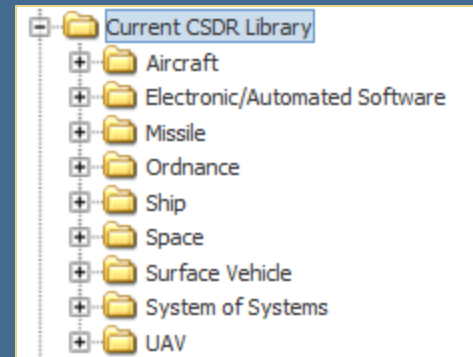 Current CSDR Library
Aircraft
Electronic/Automated Software
Missile
Ordnance
Ship
Space
Surface Vehicle
System of Systems
UAV